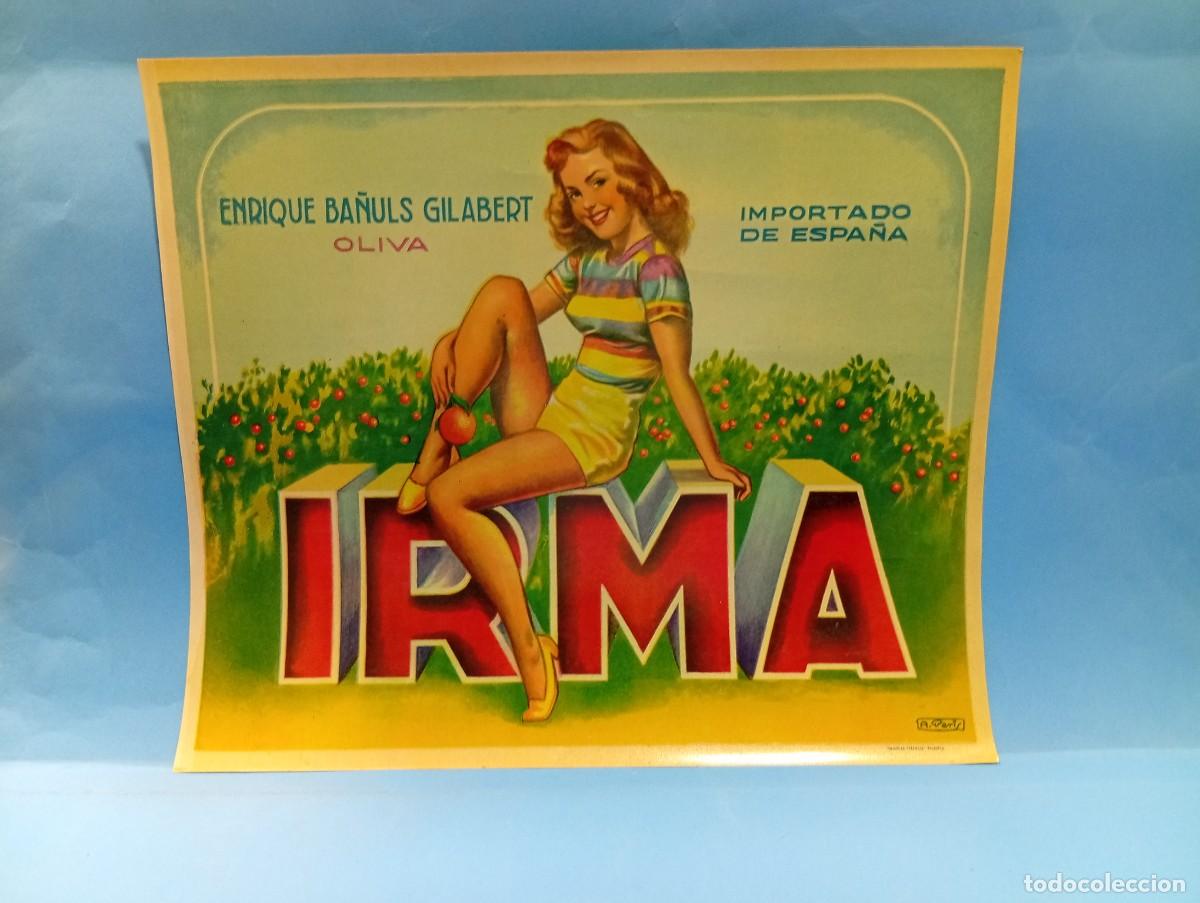 ENRIQUE BAÑULS GILABERT
OLIVA
IMPORTADO
DE ESPAÑA
IRMA
todocoleccion